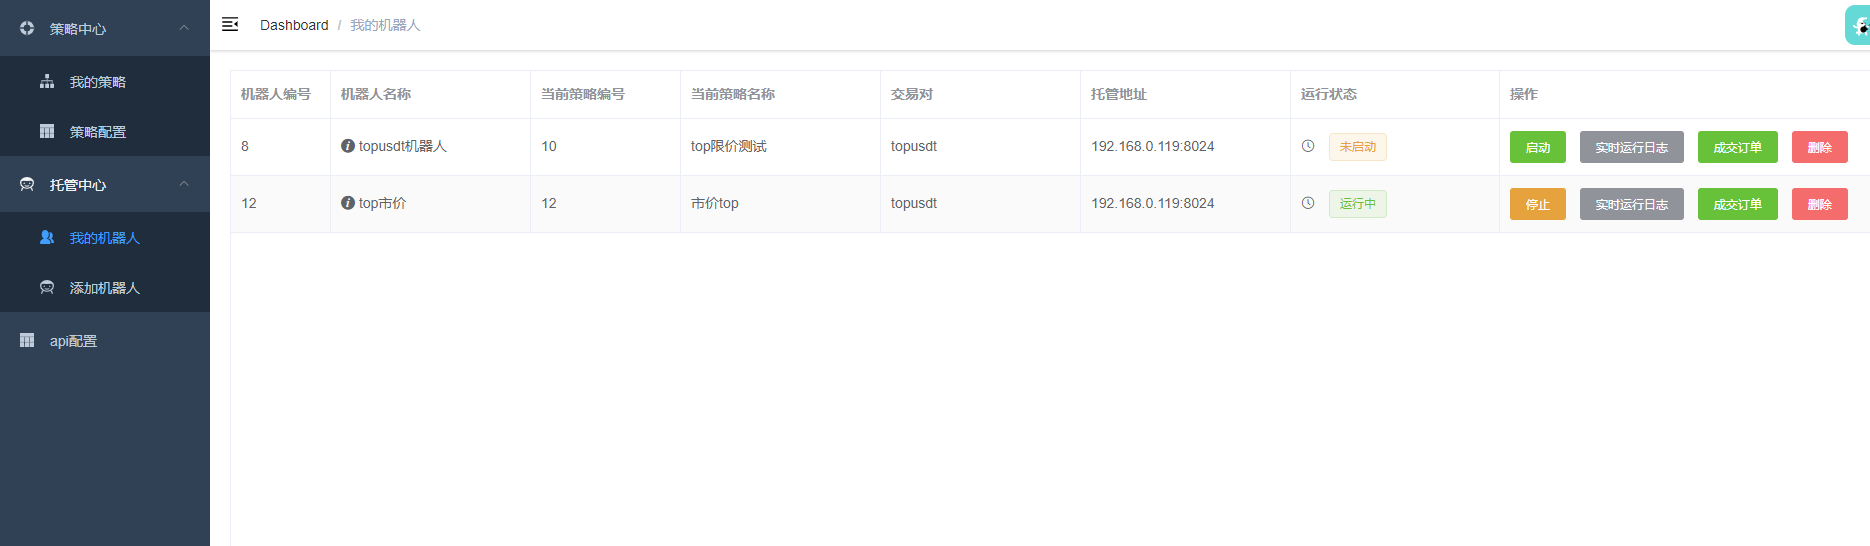 策略中心
我的策略
策略配置
托管中心
我的机器人
添加机器人
api配置
Dashboard / 我的机器人
机器人编号 机器人名称 当前策略编号 当前策略名称 交易对 托管地址 运行状态 操作
8 topusdt机器人 10 top限价测试 topusdt 192.168.0.119:8024 未启动 启动 实时运行日志 成交订单 删除
12 top市价 12 市价top topusdt 192.168.0.119:8024 运行中 停止 实时运行日志 成交订单 删除